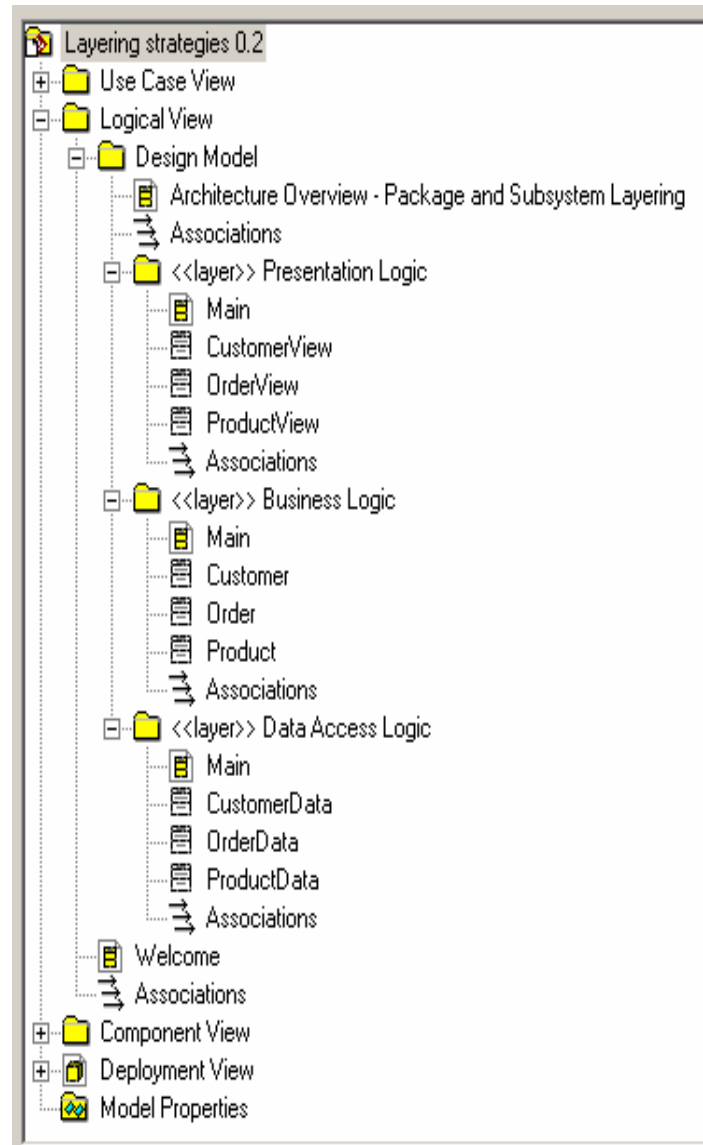 Layering strategies 0.2
Use Case View
Logical View
Design Model
Architecture Overview - Package and Subsystem Layering
Associations
<<layer>> Presentation Logic
Main
CustomerView
OrderView
ProductView
Associations
<<layer>> Business Logic
Main
Customer
Order
Product
Associations
<<layer>> Data Access Logic
Main
CustomerData
OrderData
ProductData
Associations
Welcome
Associations
Component View
Deployment View
Model Properties